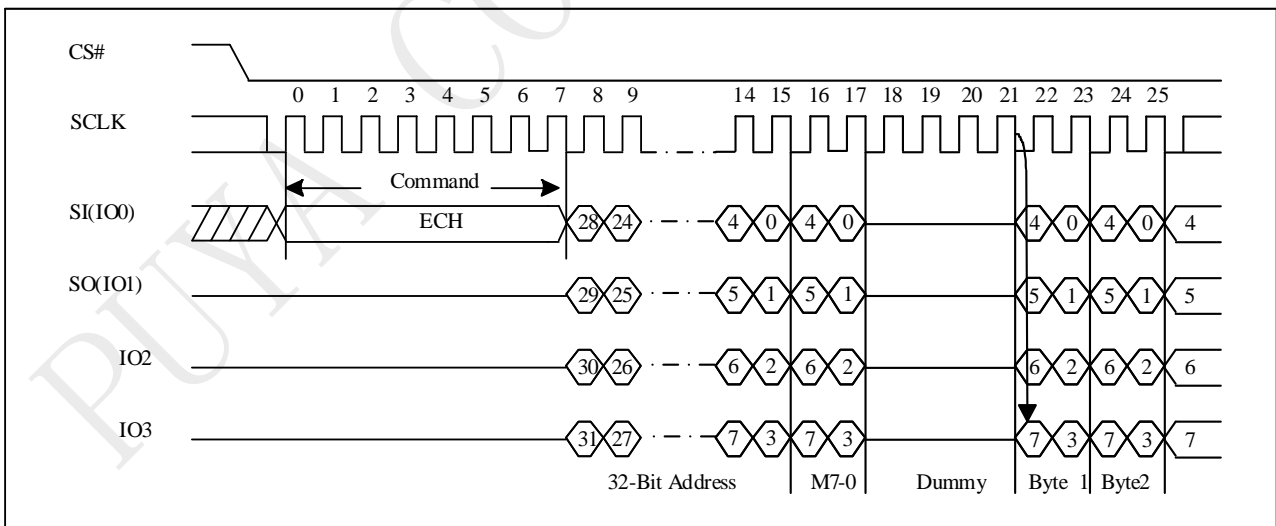 PUYA CO
CS#
0 1 2 3 4 5 6 7 8 9 14 15 16 17 18 19 20 21 22 23 24 25
SCLK
Command
SI(IO0) ECH 28 24 4 0 4 0 4 0 4 0 4
SO(IO1) 29 25 5 1 5 1 5 1 5 1 5
IO2 30 26 6 2 6 2 6 2 6 2 6
IO3 31 27 7 3 7 3 7 3 7 3 7
32-Bit Address M7-0 Dummy Byte 1 Byte2